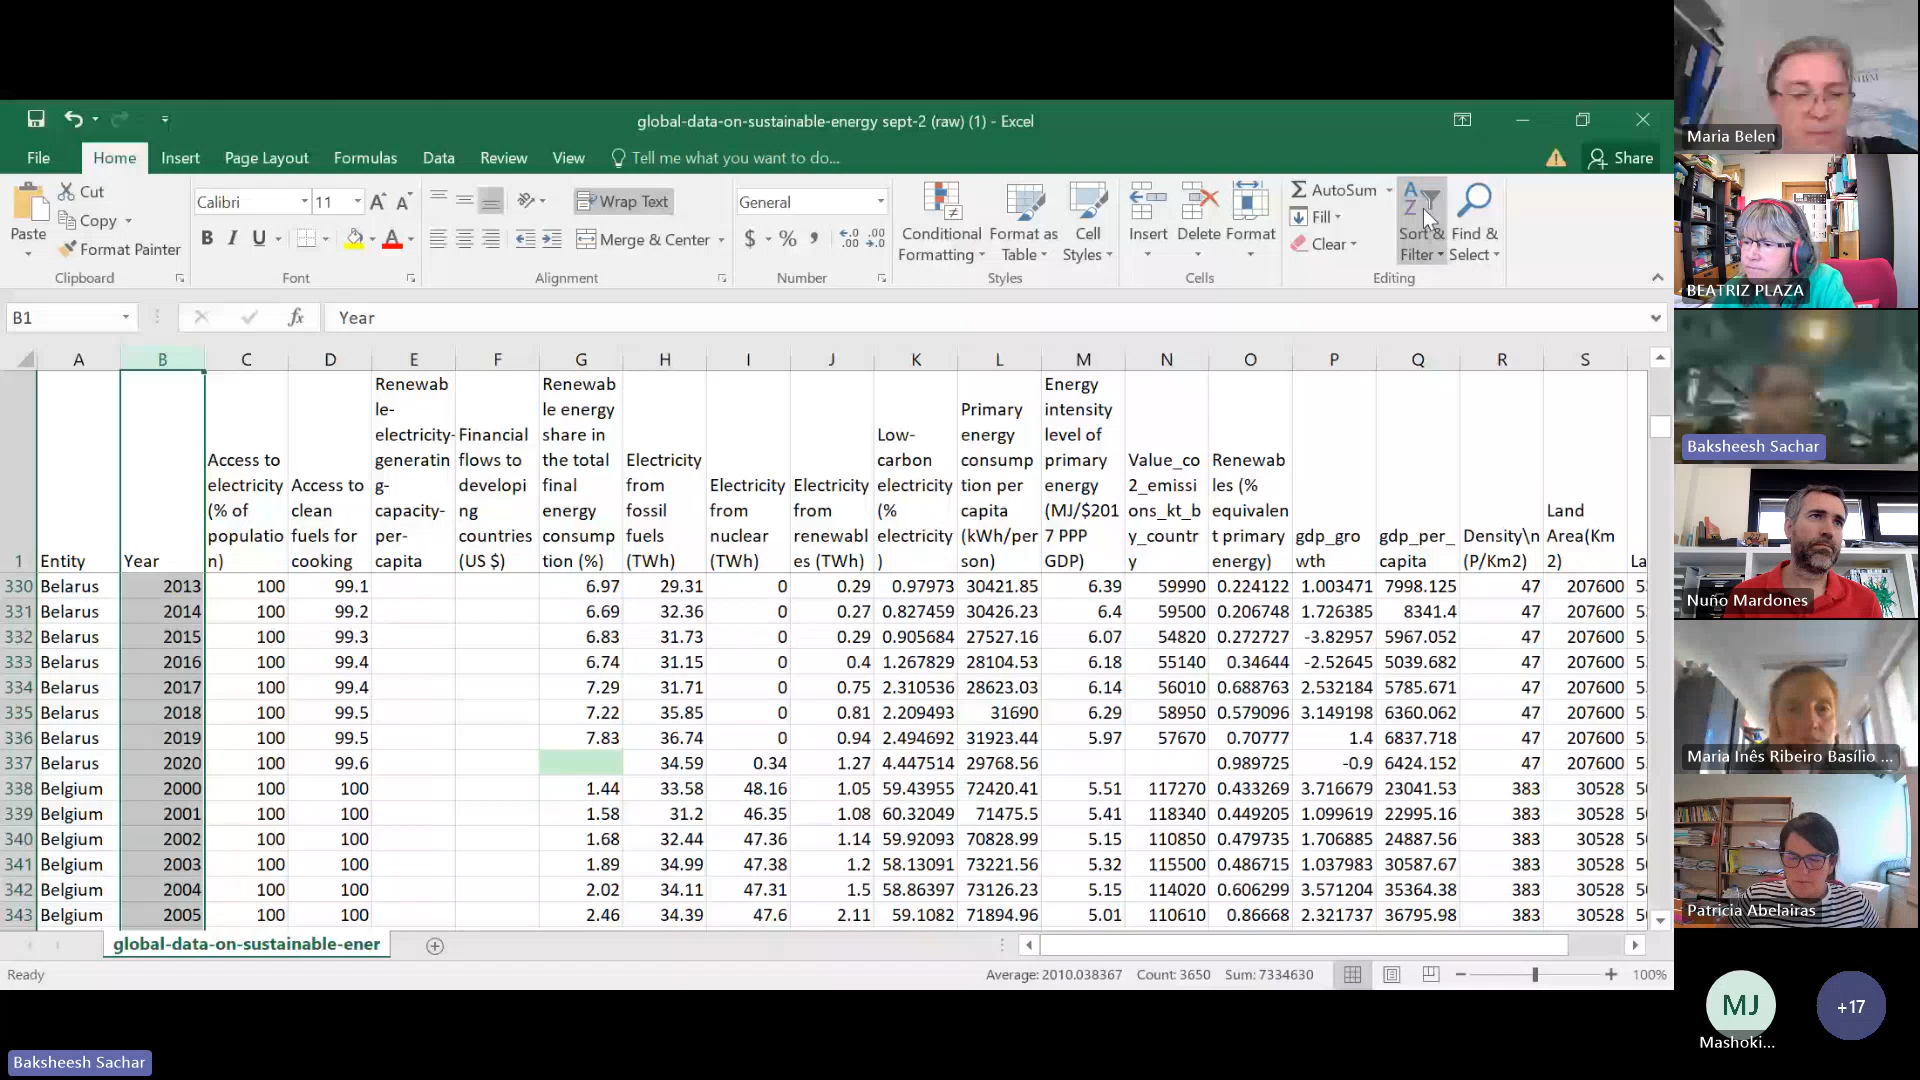 global-data-on-sustainable-energy sept-2 (raw) (1) - Excel
File Home Insert Page Layout Formulas Data Review View Tell me what you want to do... Share
Paste Cut
Copy
Format Painter
Clipboard
Calibri 11 A A
B I U A
Font
Wrap Text
Merge & Center
Alignment
General
$ % , .00 .00
Number
Conditional Formatting
Format as Table
Cell Styles
Styles
Insert Delete Format
Cells
AutoSum
Fill
Clear
Sort & Filter
Find & Select
Editing
B1 fx Year
A B C D E F G H I J K L M N O P Q R S
1 Entity Year Access to electricity (% of population) Access to clean fuels for cooking Renewable-electricity-generating-capacity-per-capita Financial flows to developing countries (US $) Renewable energy share in the total final energy consumption (%) Electricity from fossil fuels (TWh) Electricity from nuclear (TWh) Electricity from renewables (TWh) Low-carbon electricity (% electricity) Primary energy consumption per capita (kWh/person) Energy intensity level of primary energy (MJ/$2017 PPP GDP) Value_co2_emissions_kt_by_country Renewables (% equivalent primary energy) gdp_growth gdp_per_capita Density\n(P/Km2) Land Area(Km2) La
330 Belarus 2013 100 99.1 6.97 29.31 0 0.29 0.97973 30421.85 6.39 59990 0.224122 1.003471 7998.125 47 207600 5
331 Belarus 2014 100 99.2 6.69 32.36 0 0.27 0.827459 30426.23 6.4 59500 0.206748 1.726385 8341.4 47 207600 5
332 Belarus 2015 100 99.3 6.83 31.73 0 0.29 0.905684 27527.16 6.07 54820 0.272727 -3.82957 5967.052 47 207600 5
333 Belarus 2016 100 99.4 6.74 31.15 0 0.4 1.267829 28104.53 6.18 55140 0.34644 -2.52645 5039.682 47 207600 5
334 Belarus 2017 100 99.4 7.29 31.71 0 0.75 2.310536 28623.03 6.14 56010 0.688763 2.532184 5785.671 47 207600 5
335 Belarus 2018 100 99.5 7.22 35.85 0 0.81 2.209493 31690 6.29 58950 0.579096 3.149198 6360.062 47 207600 5
336 Belarus 2019 100 99.5 7.83 36.74 0 0.94 2.494692 31923.44 5.97 57670 0.70777 1.4 6837.718 47 207600 5
337 Belarus 2020 100 99.6 34.59 0.34 1.27 4.447514 29768.56 0.989725 -0.9 6424.152 47 207600 5
338 Belgium 2000 100 100 1.44 33.58 48.16 1.05 59.43955 72420.41 5.51 117270 0.433269 3.716679 23041.53 383 30528 5
339 Belgium 2001 100 100 1.58 31.2 46.35 1.08 60.32049 71475.5 5.41 118340 0.449205 1.099619 22995.16 383 30528 5
340 Belgium 2002 100 100 1.68 32.44 47.36 1.14 59.92093 70828.99 5.15 110850 0.479735 1.706885 24887.56 383 30528 5
341 Belgium 2003 100 100 1.89 34.99 47.38 1.2 58.13091 73221.56 5.32 115500 0.486715 1.037983 30587.67 383 30528 5
342 Belgium 2004 100 100 2.02 34.11 47.31 1.5 58.86397 73126.23 5.15 114020 0.606299 3.571204 35364.38 383 30528 5
343 Belgium 2005 100 100 2.46 34.39 47.6 2.11 59.1082 71894.96 5.01 110610 0.86668 2.321737 36795.98 383 30528 5
global-data-on-sustainable-ener
Ready Average: 2010.038367 Count: 3650 Sum: 7334630 100%
Baksheesh Sachar
Maria Belen
BEATRIZ PLAZA
Baksheesh Sachar
Nuño Mardones
Maria Inês Ribeiro Basílio ...
Patricia Abelairas
MJ
Mashoki...
+17